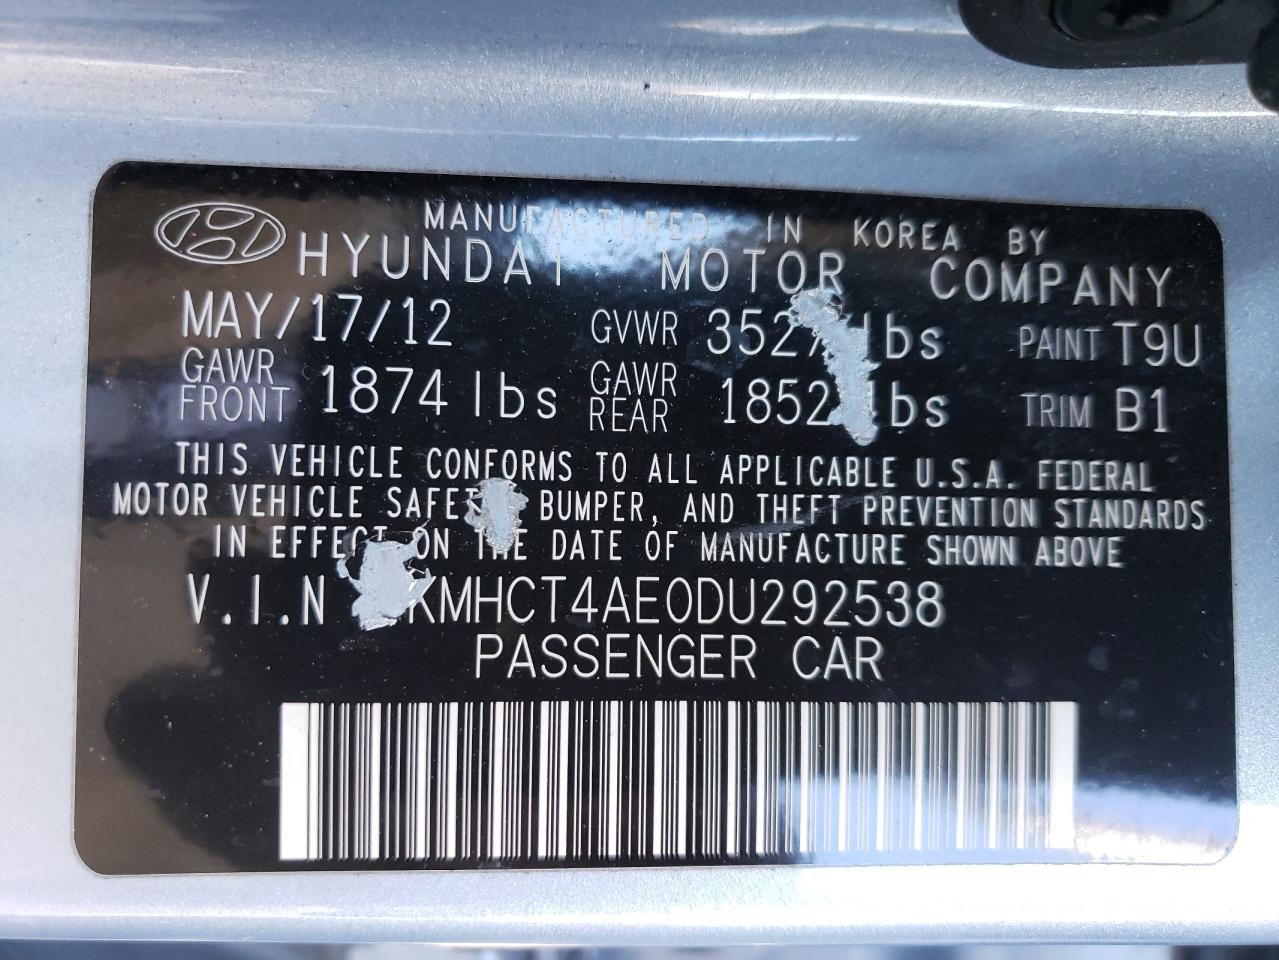 MANUFACTURED IN KOREA BY
HYUNDAI MOTOR COMPANY
MAY/17/12 GVWR lbs PAINT T9U
GAWR FRONT 1874 lbs GAWR REAR 1852 lbs TRIM B1
THIS VEHICLE CONFORMS TO ALL APPLICABLE U.S.A. FEDERAL
MOTOR VEHICLE SAFETY BUMPER, AND THEFT PREVENTION STANDARDS
IN EFFECT ON THE DATE OF MANUFACTURE SHOWN ABOVE
V.I.N KMHCT4AE0DU292538
PASSENGER CAR